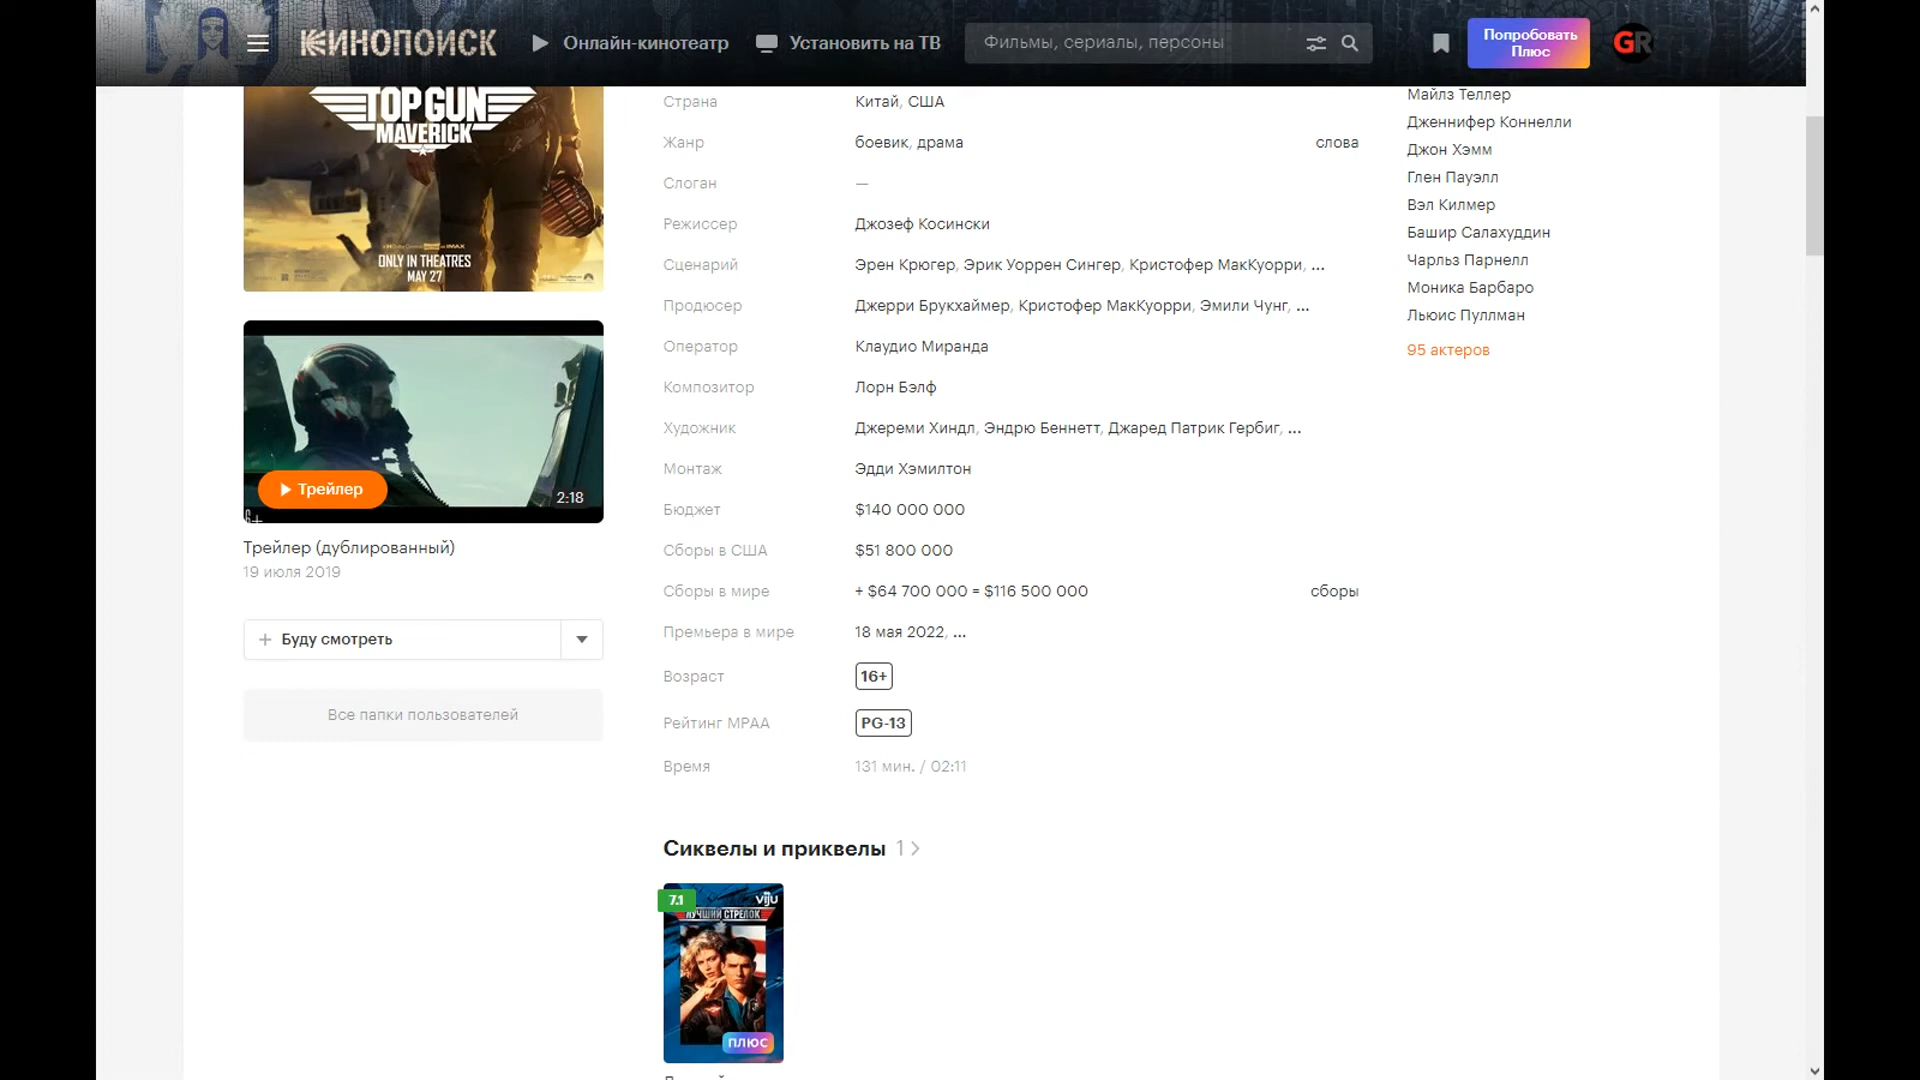 КИНОПОИСК
Онлайн-кинотеатр
Установить на ТВ
Фильмы, сериалы, персоны
Попробовать
Плюс
GR
TOP GUN
MAVERICK
ONLY IN THEATRES
MAY 27
Трейлер
2:18
6+
Трейлер (дублированный)
19 июля 2019
Буду смотреть
Все папки пользователей
Страна Китай, США
Жанр боевик, драма слова
Слоган —
Режиссер Джозеф Косински
Сценарий Эрен Крюгер, Эрик Уоррен Сингер, Кристофер МакКуорри, ...
Продюсер Джерри Брукхаймер, Кристофер МакКуорри, Эмили Чунг, ...
Оператор Клаудио Миранда
Композитор Лорн Бэлф
Художник Джереми Хиндл, Эндрю Беннетт, Джаред Патрик Гербиг, ...
Монтаж Эдди Хэмилтон
Бюджет $140 000 000
Сборы в США $51 800 000
Сборы в мире + $64 700 000 = $116 500 000 сборы
Премьера в мире 18 мая 2022, ...
Возраст 16+
Рейтинг MPAA PG-13
Время 131 мин. / 02:11
Сиквелы и приквелы 1
7.1
viju
ЛУЧШИЙ СТРЕЛОК
ПЛЮС
Майлз Теллер
Дженнифер Коннелли
Джон Хэмм
Глен Пауэлл
Вэл Килмер
Башир Салахуддин
Чарльз Парнелл
Моника Барбаро
Льюис Пуллман
95 актеров